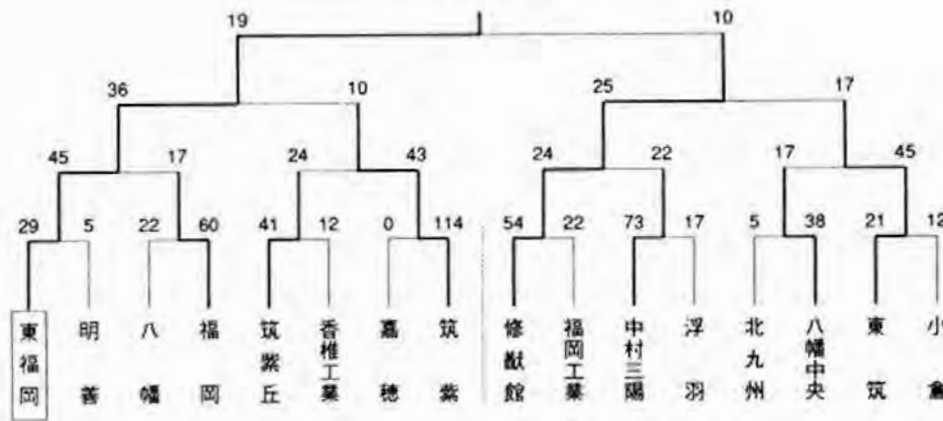 19 10
36 10 25 17
45 17 24 43 24 22 17 45
29 5 22 60 41 12 0 114 54 22 73 17 5 38 21 12
東福岡
明善
八幡
福岡
筑紫丘
香椎工業
嘉穂
筑紫
修猷館
福岡工業
中村三陽
浮羽
北九州
八幡中央
東筑
小倉